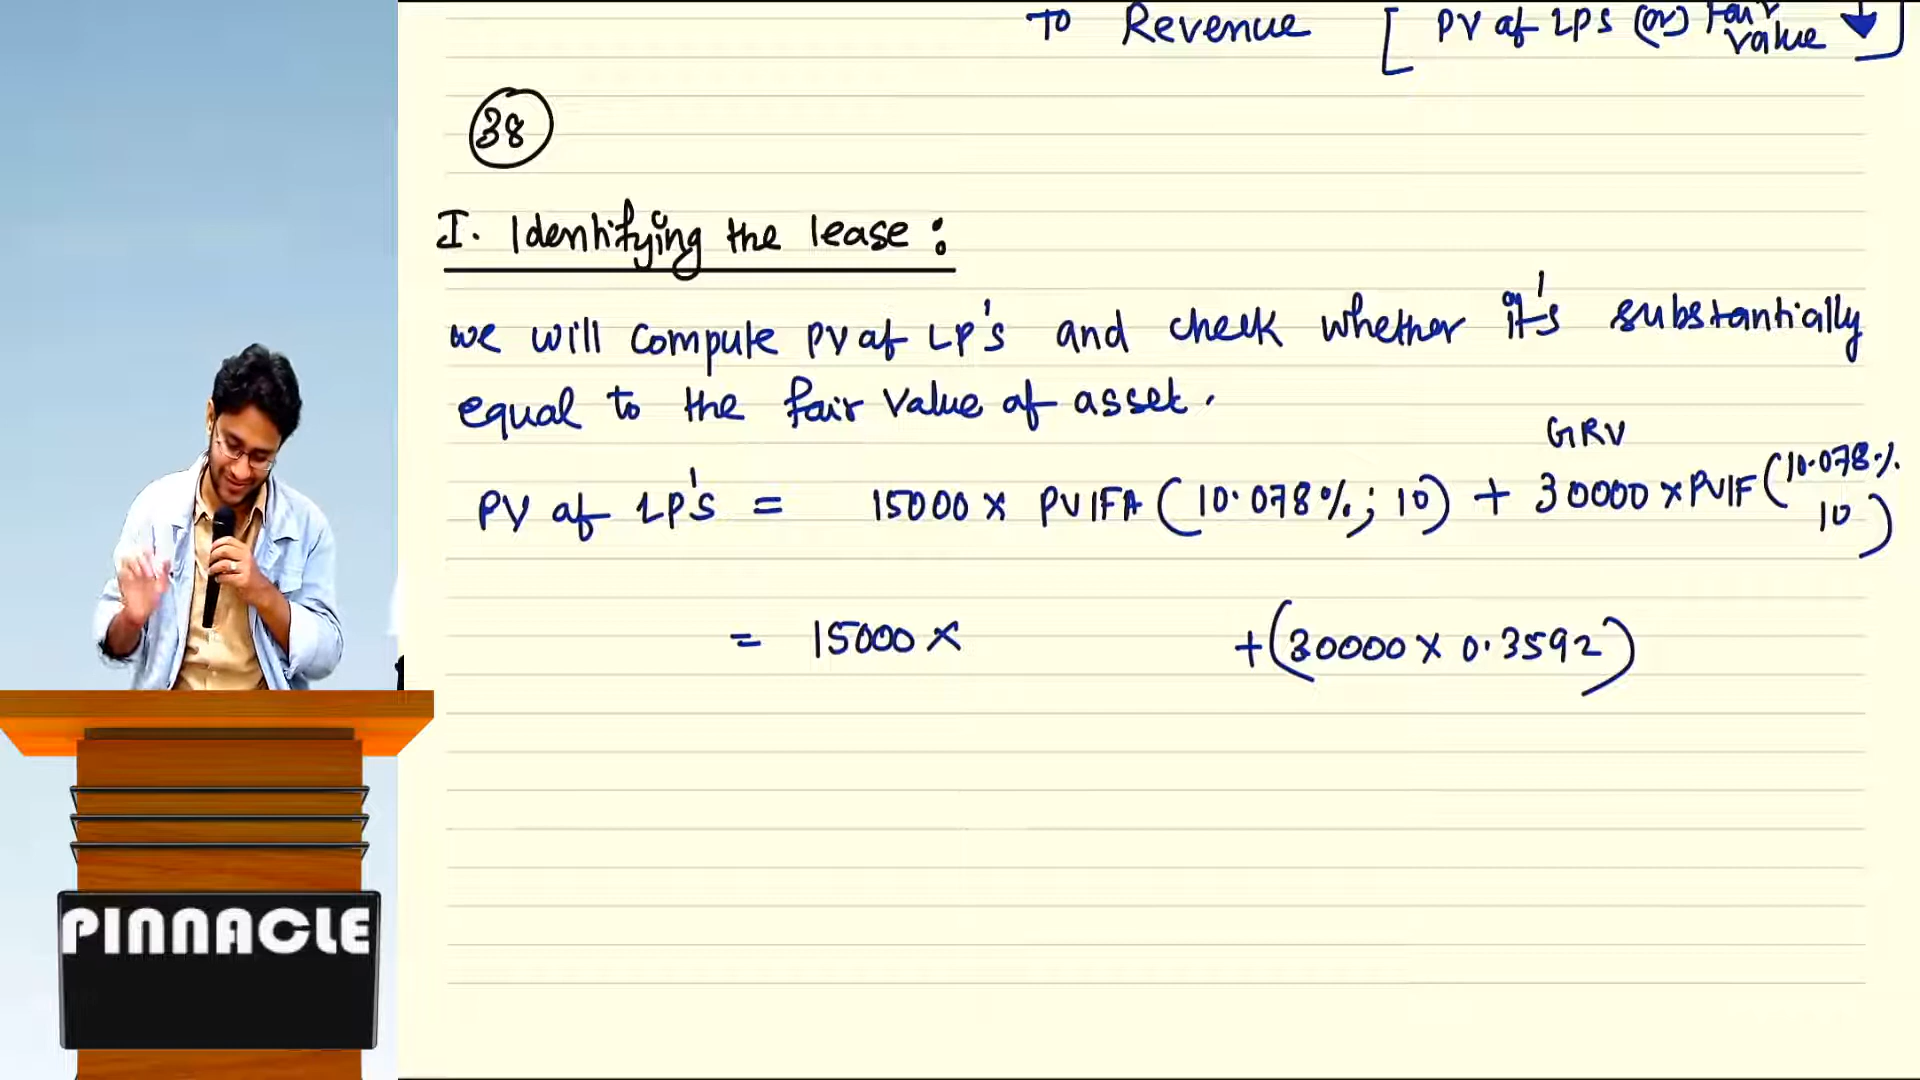 To Revenue [ PV of LPS (or) Fair value ↓ ]
38
I. Identifying the lease :
we will compute PV of LP's and check whether it's substantially
equal to the fair value of asset.
GRV
PV of LP's = 15000 × PVIFA (10.078%; 10) + 30000 × PVIF (10.078% 10)
= 15000 × + (30000 × 0.3592)
PINNACLE